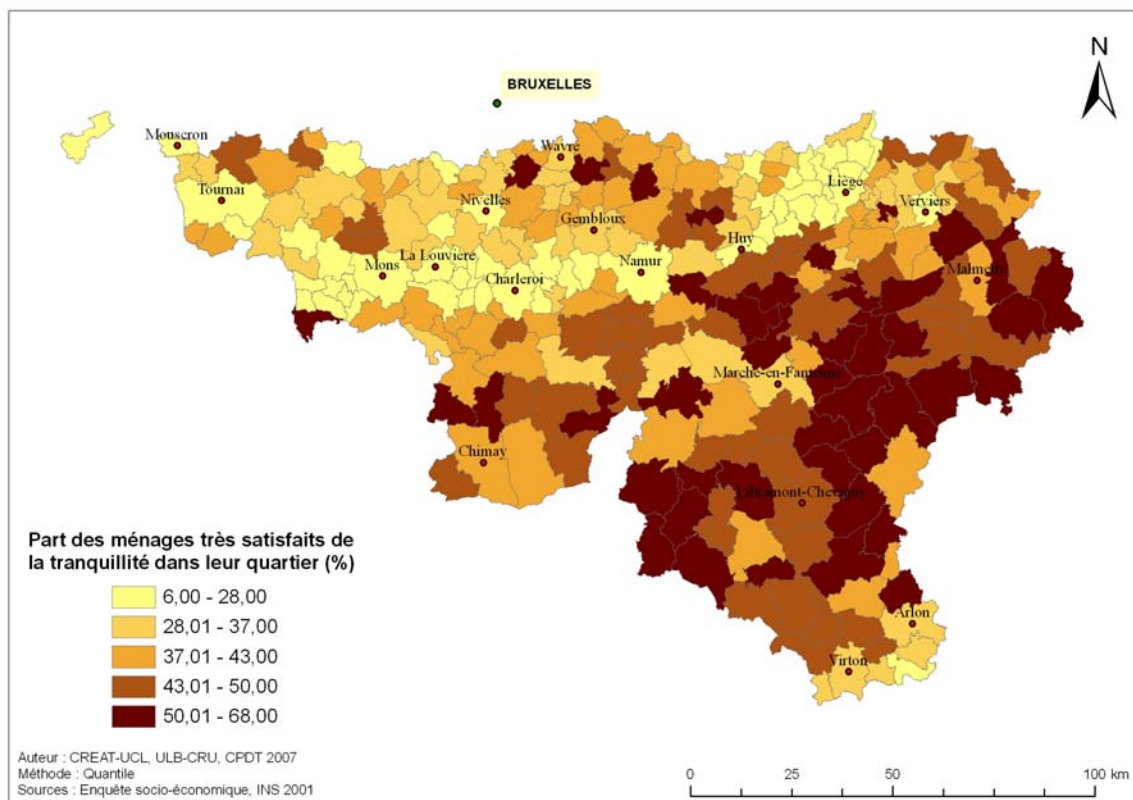 N
BRUXELLES
Mouscron
Wavre
Tournai
Liège
Nivelles
Verviers
Gembloux
Huy
La Louvière
Mons
Namur
Charleroi
Malmedy
Marche-en-Famenne
Chimay
Libramont-Chevigny
Part des ménages très satisfaits de
la tranquillité dans leur quartier (%)
6,00 - 28,00
28,01 - 37,00
37,01 - 43,00
43,01 - 50,00
50,01 - 68,00
Arlon
Virton
Auteur : CREAT-UCL, ULB-CRU, CPDT 2007
Méthode : Quantile
Sources : Enquête socio-économique, INS 2001
0 25 50 100 km